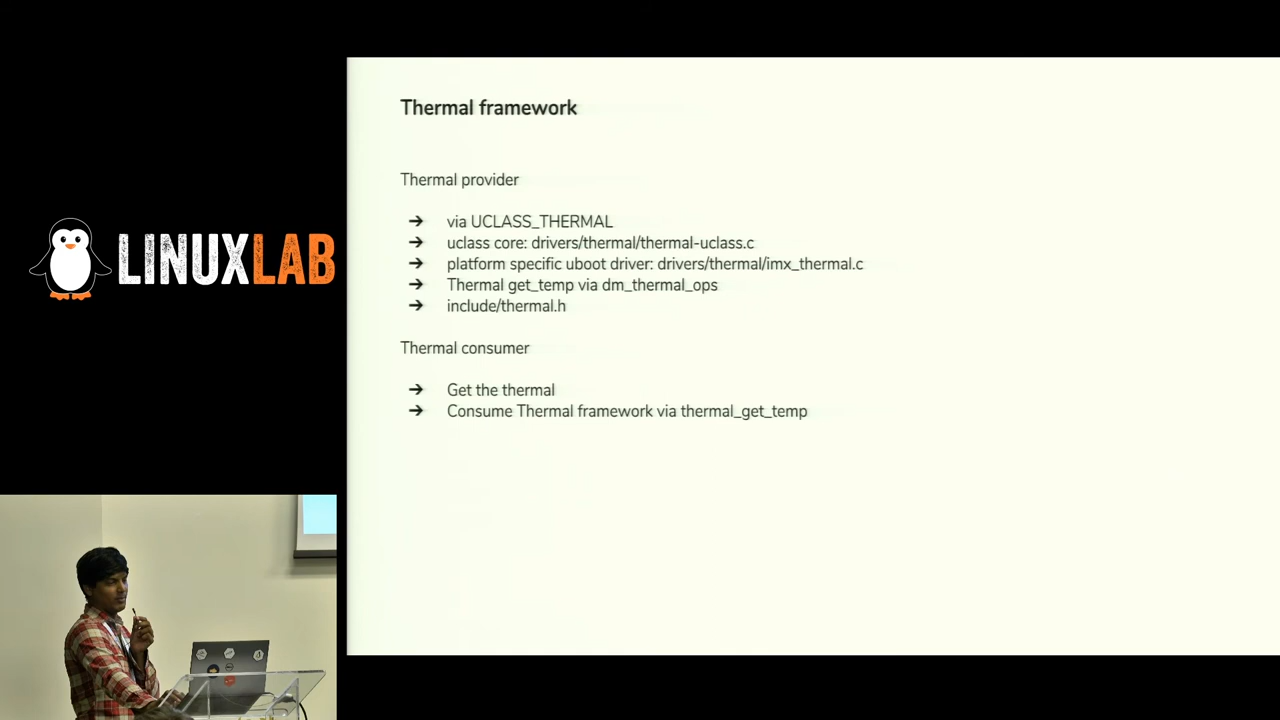 Thermal framework
Thermal provider
➔ via UCLASS_THERMAL
➔ uclass core: drivers/thermal/thermal-uclass.c
➔ platform specific uboot driver: drivers/thermal/imx_thermal.c
➔ Thermal get_temp via dm_thermal_ops
➔ include/thermal.h
Thermal consumer
➔ Get the thermal
➔ Consume Thermal framework via thermal_get_temp
LINUXLAB